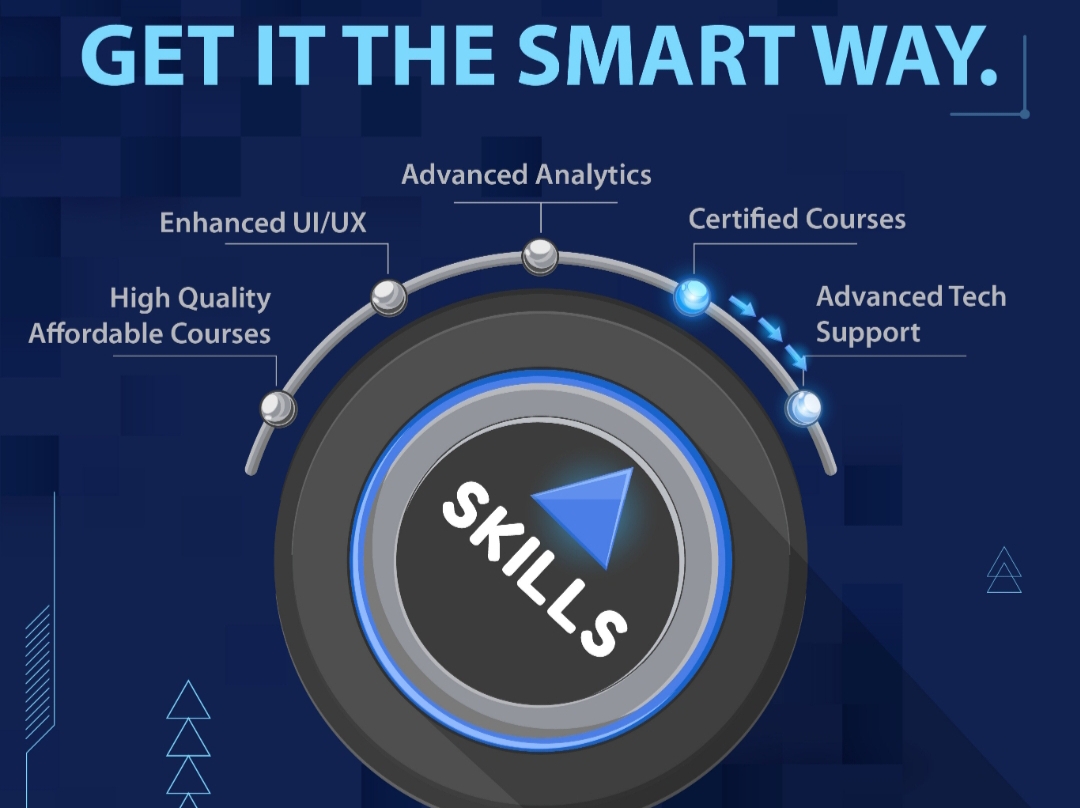 GET IT THE SMART WAY.
Advanced Analytics
Enhanced UI/UX
Certified Courses
High Quality
Affordable Courses
Advanced Tech
Support
SKILLS